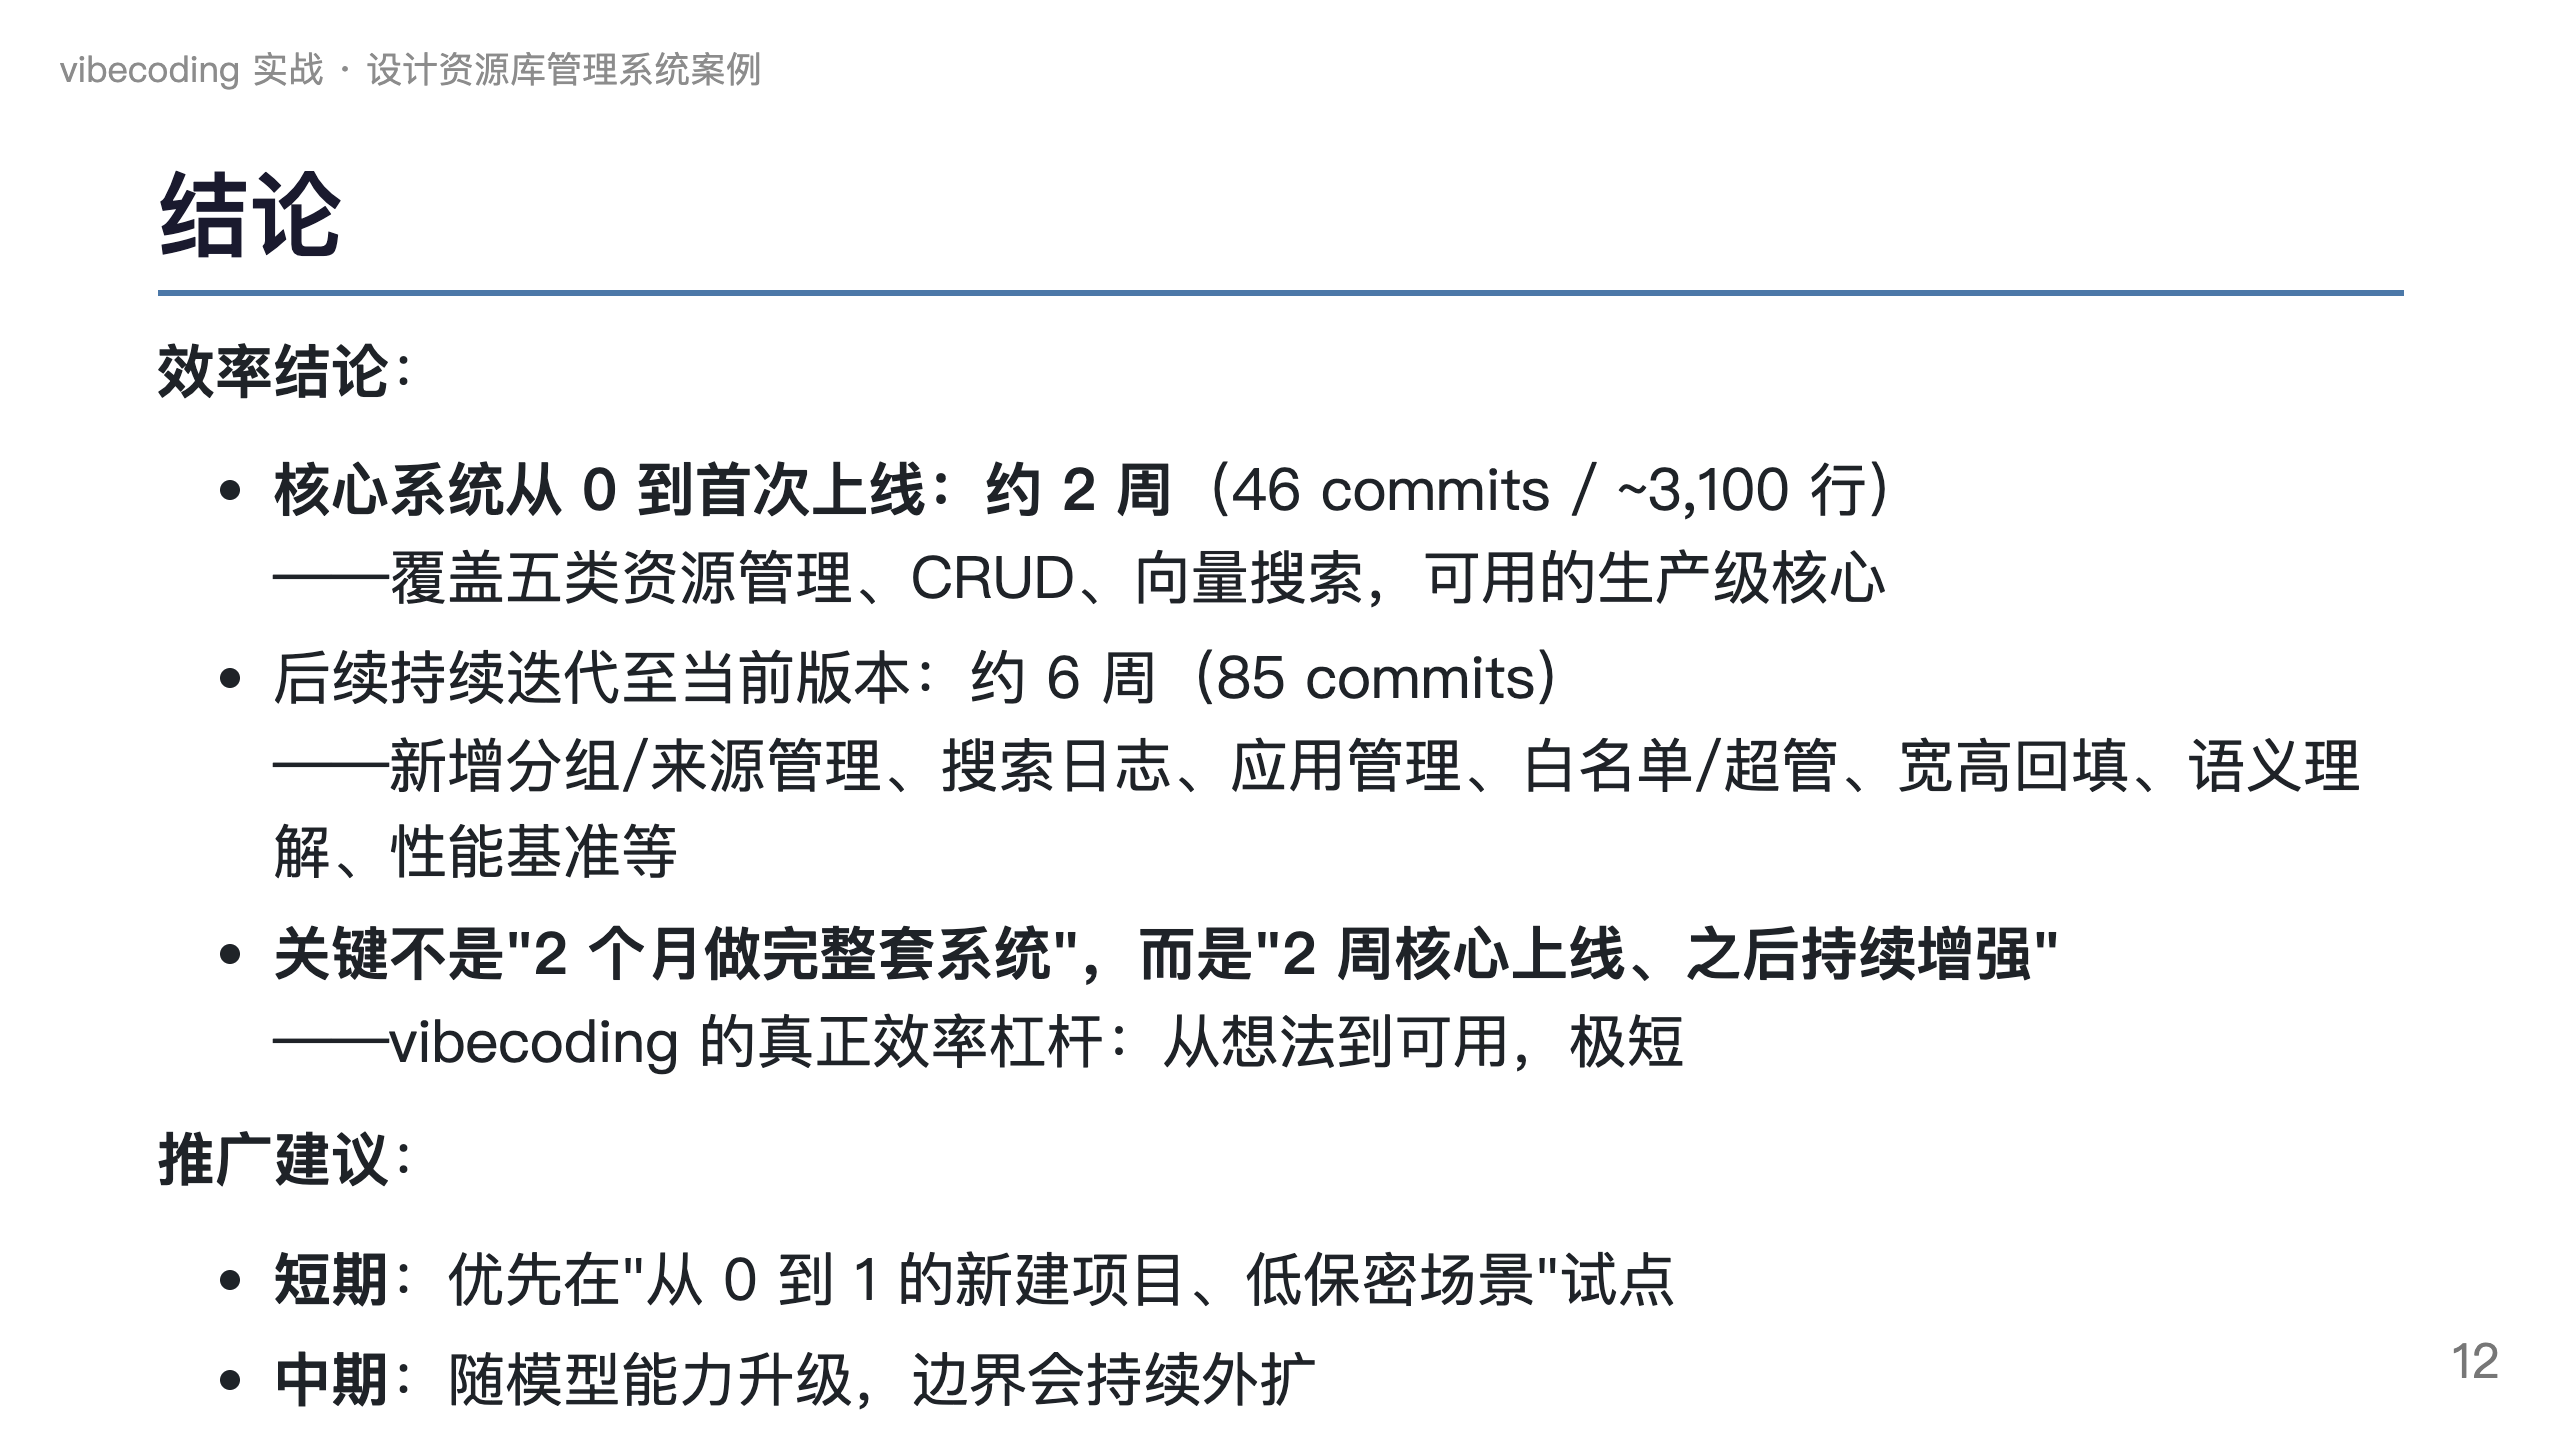 vibecoding 实战 · 设计资源库管理系统案例
结论
效率结论：
• 核心系统从 0 到首次上线：约 2 周（46 commits / ~3,100 行）
——覆盖五类资源管理、CRUD、向量搜索，可用的生产级核心
• 后续持续迭代至当前版本：约 6 周（85 commits）
——新增分组/来源管理、搜索日志、应用管理、白名单/超管、宽高回填、语义理
解、性能基准等
• 关键不是"2 个月做完整套系统"，而是"2 周核心上线、之后持续增强"
——vibecoding 的真正效率杠杆：从想法到可用，极短
推广建议：
• 短期：优先在"从 0 到 1 的新建项目、低保密场景"试点
• 中期：随模型能力升级，边界会持续外扩
12